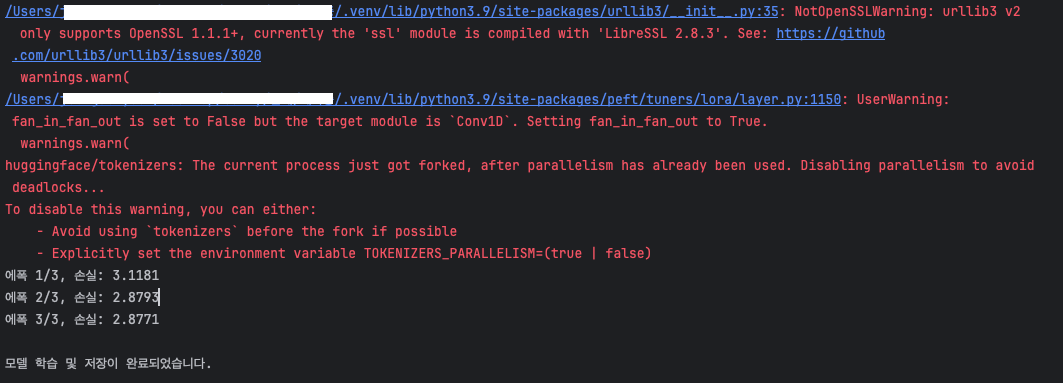 /Users/ /.venv/lib/python3.9/site-packages/urllib3/__init__.py:35: NotOpenSSLWarning: urllib3 v2
only supports OpenSSL 1.1.1+, currently the 'ssl' module is compiled with 'LibreSSL 2.8.3'. See: https://github
.com/urllib3/urllib3/issues/3020
warnings.warn(
/Users/ /.venv/lib/python3.9/site-packages/peft/tuners/lora/layer.py:1150: UserWarning:
fan_in_fan_out is set to False but the target module is `Conv1D`. Setting fan_in_fan_out to True.
warnings.warn(
huggingface/tokenizers: The current process just got forked, after parallelism has already been used. Disabling parallelism to avoid
deadlocks...
To disable this warning, you can either:
- Avoid using `tokenizers` before the fork if possible
- Explicitly set the environment variable TOKENIZERS_PARALLELISM=(true | false)
에폭 1/3, 손실: 3.1181
에폭 2/3, 손실: 2.8793
에폭 3/3, 손실: 2.8771
모델 학습 및 저장이 완료되었습니다.